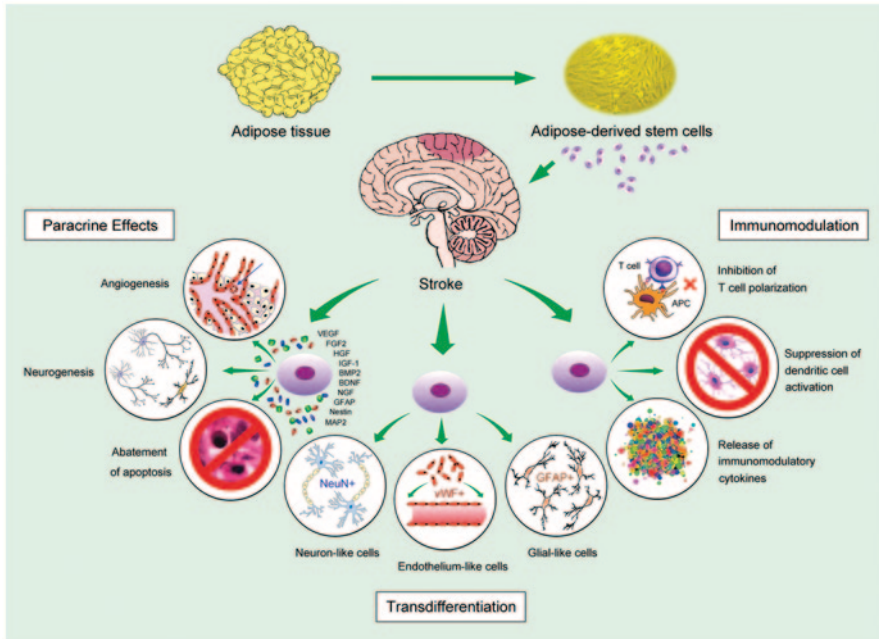 Adipose tissue
Adipose-derived stem cells
Paracrine Effects
Immunomodulation
Stroke
Angiogenesis
Neurogenesis
Abatement
of apoptosis
VEGF
FGF2
HGF
IGF-1
BMP2
BDNF
NGF
GFAP
Nestin
MAP2
T cell
APC
Inhibition of
T cell polarization
Suppression of
dendritic cell
activation
Release of
immunomodulatory
cytokines
NeuN+
vWF+
GFAP+
Neuron-like cells
Endothelium-like cells
Glial-like cells
Transdifferentiation